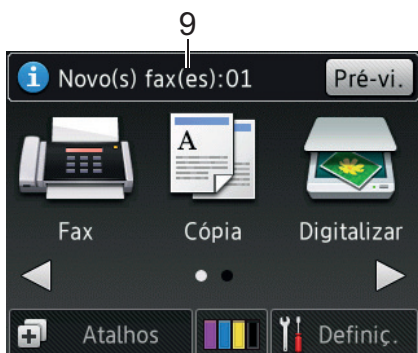 9
Novo(s) fax(es):01 Pré-vi.
Fax Cópia Digitalizar
Atalhos Definiç.